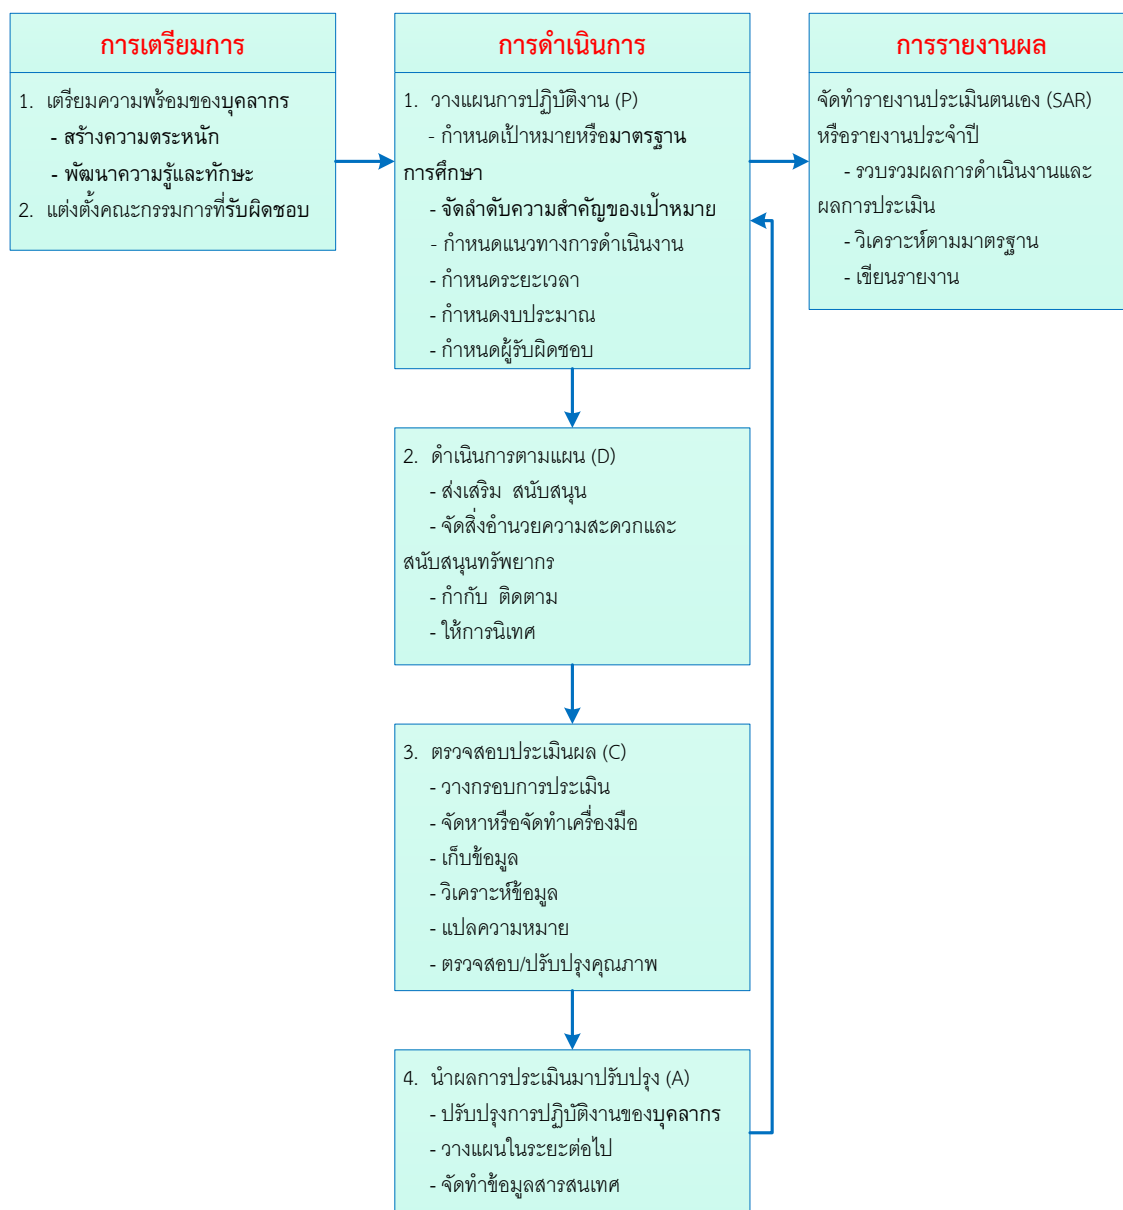 การเตรียมการ
1. เตรียมความพร้อมของบุคลากร
- สร้างความตระหนัก
- พัฒนาความรู้และทักษะ
2. แต่งตั้งคณะกรรมการที่รับผิดชอบ
การดำเนินการ
1. วางแผนการปฏิบัติงาน (P)
- กำหนดเป้าหมายหรือมาตรฐาน
การศึกษา
- จัดลำดับความสำคัญของเป้าหมาย
- กำหนดแนวทางการดำเนินงาน
- กำหนดระยะเวลา
- กำหนดงบประมาณ
- กำหนดผู้รับผิดชอบ
2. ดำเนินการตามแผน (D)
- ส่งเสริม สนับสนุน
- จัดสิ่งอำนวยความสะดวกและ
สนับสนุนทรัพยากร
- กำกับ ติดตาม
- ให้การนิเทศ
3. ตรวจสอบประเมินผล (C)
- วางกรอบการประเมิน
- จัดหาหรือจัดทำเครื่องมือ
- เก็บข้อมูล
- วิเคราะห์ข้อมูล
- แปลความหมาย
- ตรวจสอบ/ปรับปรุงคุณภาพ
4. นำผลการประเมินมาปรับปรุง (A)
- ปรับปรุงการปฏิบัติงานของบุคลากร
- วางแผนในระยะต่อไป
- จัดทำข้อมูลสารสนเทศ
การรายงานผล
จัดทำรายงานประเมินตนเอง (SAR)
หรือรายงานประจำปี
- รวบรวมผลการดำเนินงานและ
ผลการประเมิน
- วิเคราะห์ตามมาตรฐาน
- เขียนรายงาน